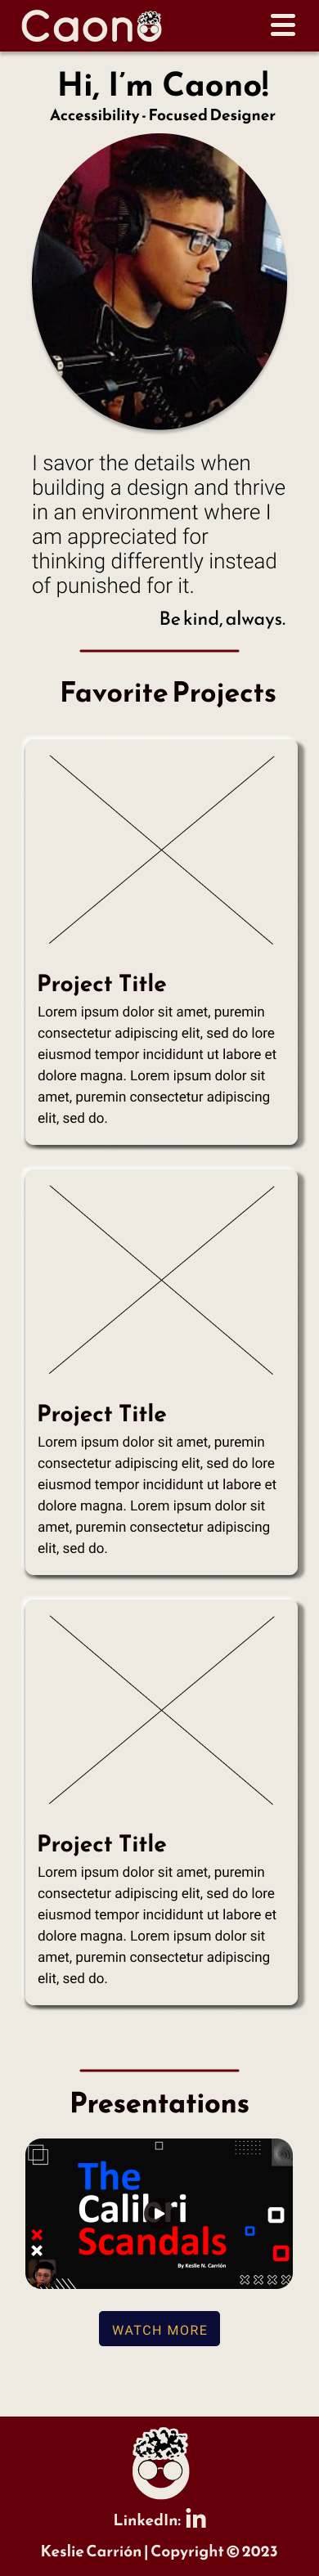 Caono
Hi, I'm Caono!
Accessibility - Focused Designer
I savor the details when
building a design and thrive
in an environment where I
am appreciated for
thinking differently instead
of punished for it.
Be kind, always.
Favorite Projects
Project Title
Lorem ipsum dolor sit amet, puremin
consectetur adipiscing elit, sed do lore
eiusmod tempor incididunt ut labore et
dolore magna. Lorem ipsum dolor sit
amet, puremin consectetur adipiscing
elit, sed do.
Project Title
Lorem ipsum dolor sit amet, puremin
consectetur adipiscing elit, sed do lore
eiusmod tempor incididunt ut labore et
dolore magna. Lorem ipsum dolor sit
amet, puremin consectetur adipiscing
elit, sed do.
Project Title
Lorem ipsum dolor sit amet, puremin
consectetur adipiscing elit, sed do lore
eiusmod tempor incididunt ut labore et
dolore magna. Lorem ipsum dolor sit
amet, puremin consectetur adipiscing
elit, sed do.
Presentations
The
Calibri
Scandals
By Keslie N. Carrión
WATCH MORE
LinkedIn: in
Keslie Carrión | Copyright © 2023